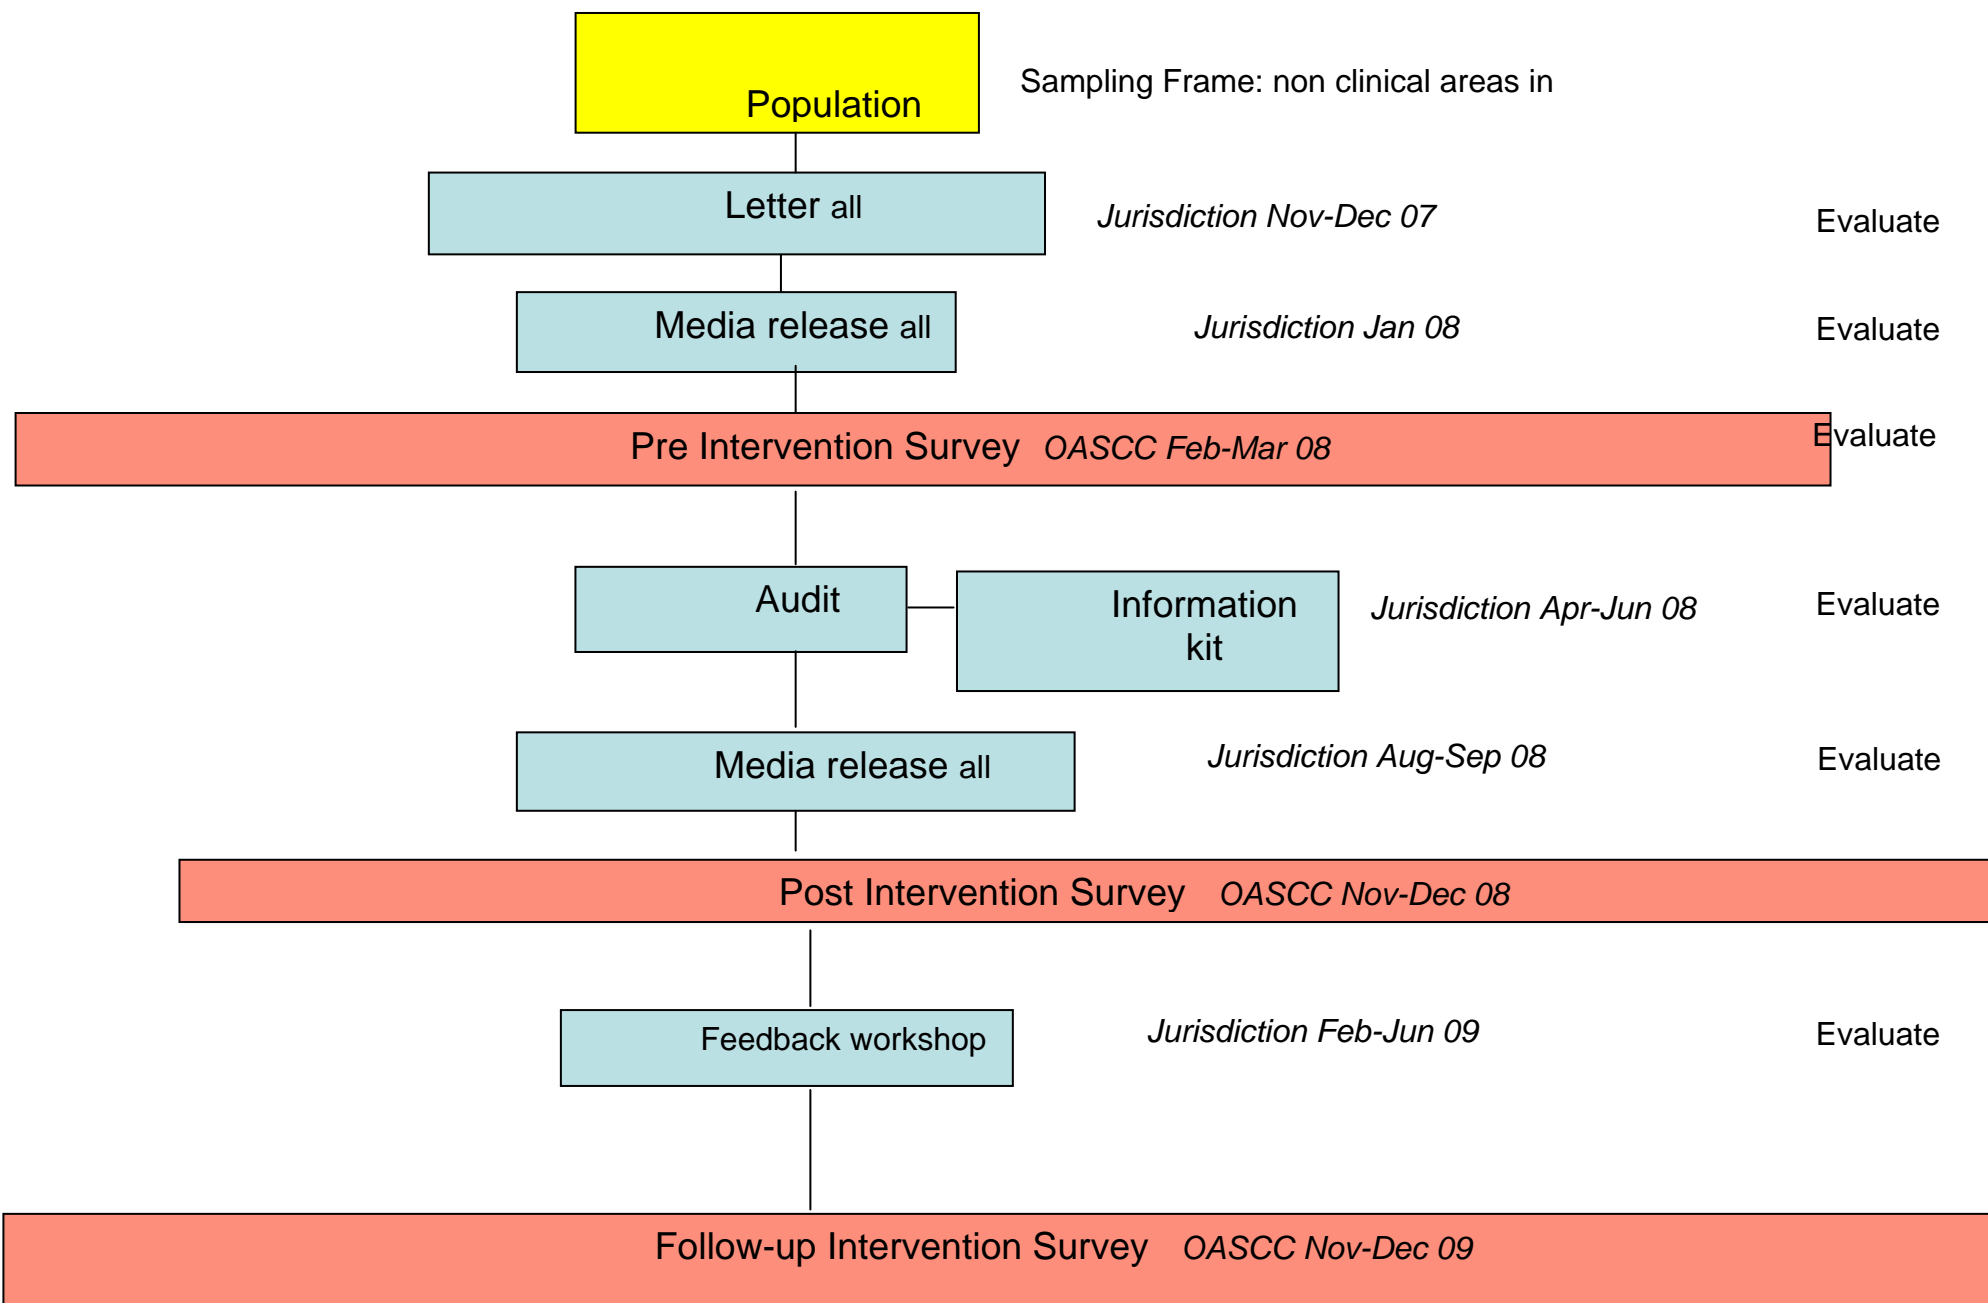 Population
Sampling Frame: non clinical areas in
Letter all
Jurisdiction Nov-Dec 07
Evaluate
Media release all
Jurisdiction Jan 08
Evaluate
Pre Intervention Survey OASCC Feb-Mar 08
Evaluate
Audit
Information
kit
Jurisdiction Apr-Jun 08
Evaluate
Media release all
Jurisdiction Aug-Sep 08
Evaluate
Post Intervention Survey OASCC Nov-Dec 08
Feedback workshop
Jurisdiction Feb-Jun 09
Evaluate
Follow-up Intervention Survey OASCC Nov-Dec 09